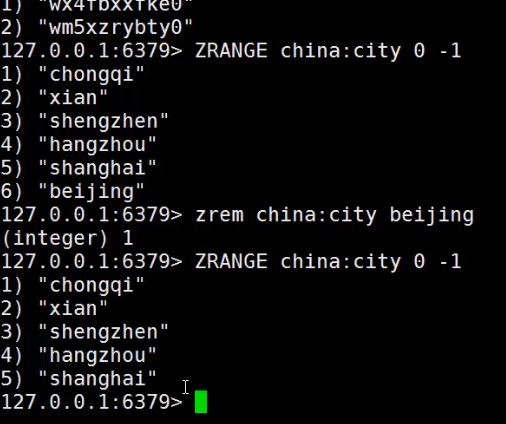 1) "wx4fbxxfke0"
2) "wm5xzrybty0"
127.0.0.1:6379> ZRANGE china:city 0 -1
1) "chongqi"
2) "xian"
3) "shengzhen"
4) "hangzhou"
5) "shanghai"
6) "beijing"
127.0.0.1:6379> zrem china:city beijing
(integer) 1
127.0.0.1:6379> ZRANGE china:city 0 -1
1) "chongqi"
2) "xian"
3) "shengzhen"
4) "hangzhou"
5) "shanghai"
127.0.0.1:6379>